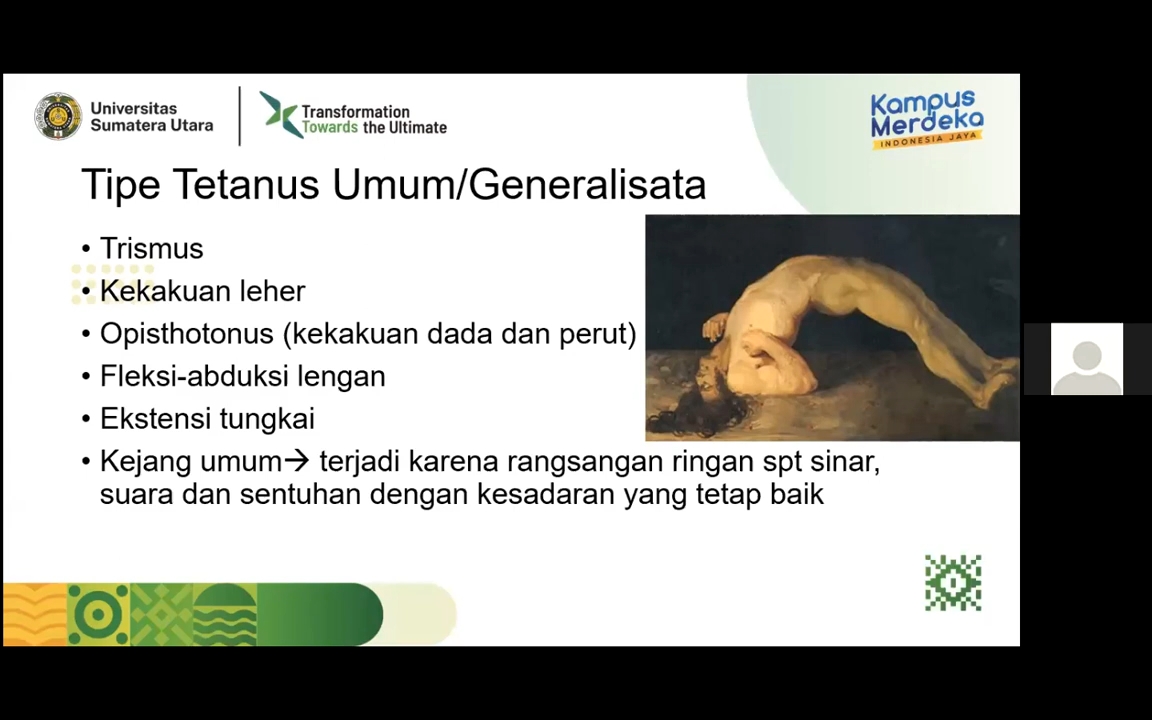 Universitas
Sumatera Utara
Transformation
Towards the Ultimate
Kampus
Merdeka
INDONESIA JAYA
Tipe Tetanus Umum/Generalisata
• Trismus
• Kekakuan leher
• Opisthotonus (kekakuan dada dan perut)
• Fleksi-abduksi lengan
• Ekstensi tungkai
• Kejang umum→ terjadi karena rangsangan ringan spt sinar,
suara dan sentuhan dengan kesadaran yang tetap baik